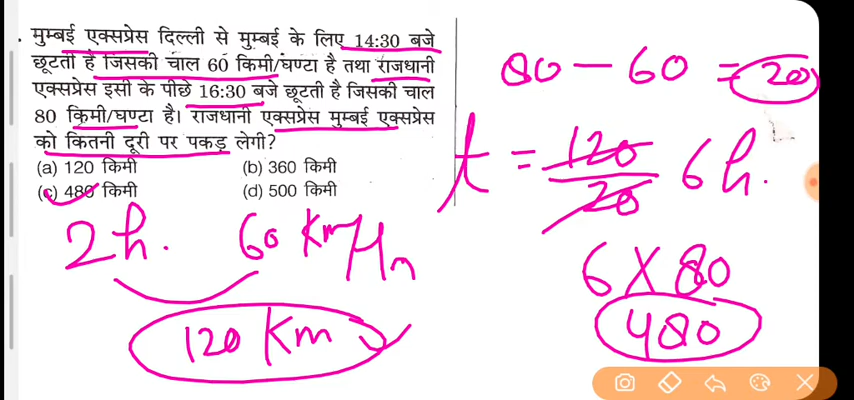 . मुम्बई एक्सप्रेस दिल्ली से मुम्बई के लिए 14:30 बजे
छूटती है जिसकी चाल 60 किमी/घण्टा है तथा राजधानी
एक्सप्रेस इसी के पीछे 16:30 बजे छूटती है जिसकी चाल
80 किमी/घण्टा है। राजधानी एक्सप्रेस मुम्बई एक्सप्रेस
को कितनी दूरी पर पकड़ लेगी?
(a) 120 किमी (b) 360 किमी
(c) 480 किमी (d) 500 किमी
2h. 60 Km/Hn
120 Km
80 - 60 = 20
t = 120/20 6h.
6 X 80
480